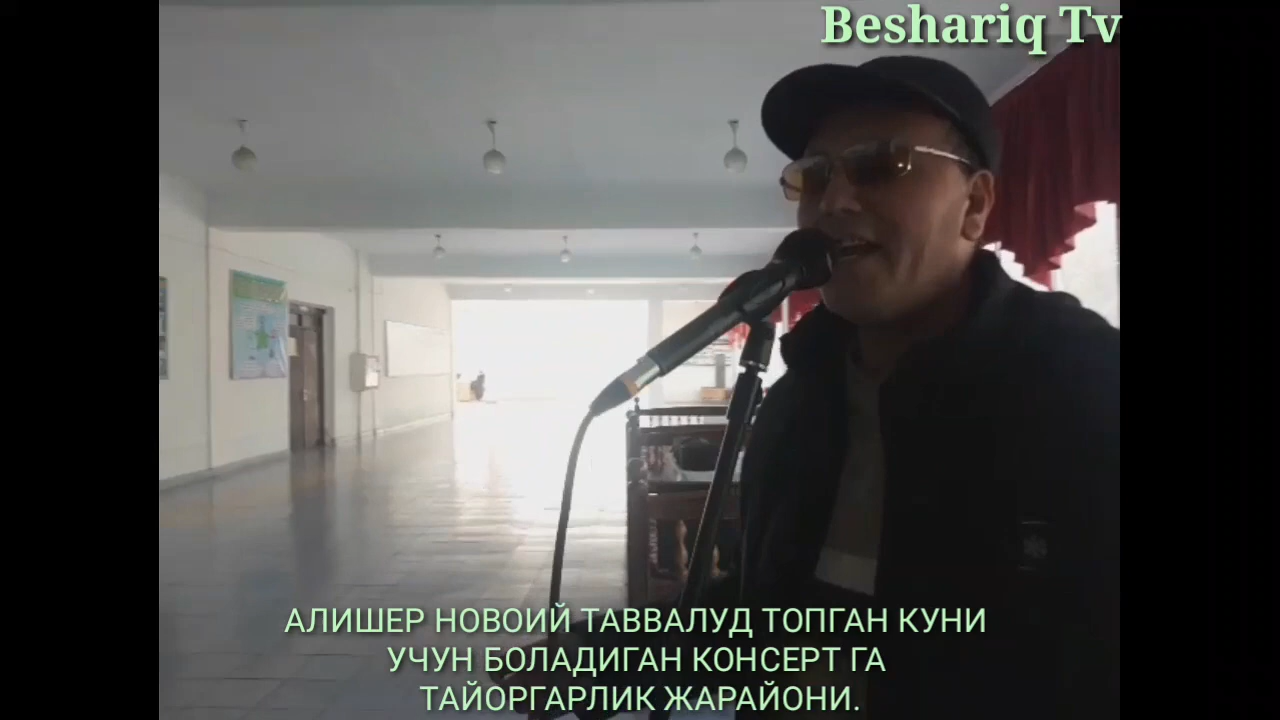 Beshariq Tv
АЛИШЕР НОВОИЙ ТАВВАЛУД ТОПГАН КУНИ
УЧУН БОЛАДИГАН КОНСЕРТ ГА
ТАЙОРГАРЛИК ЖАРАЙОНИ.